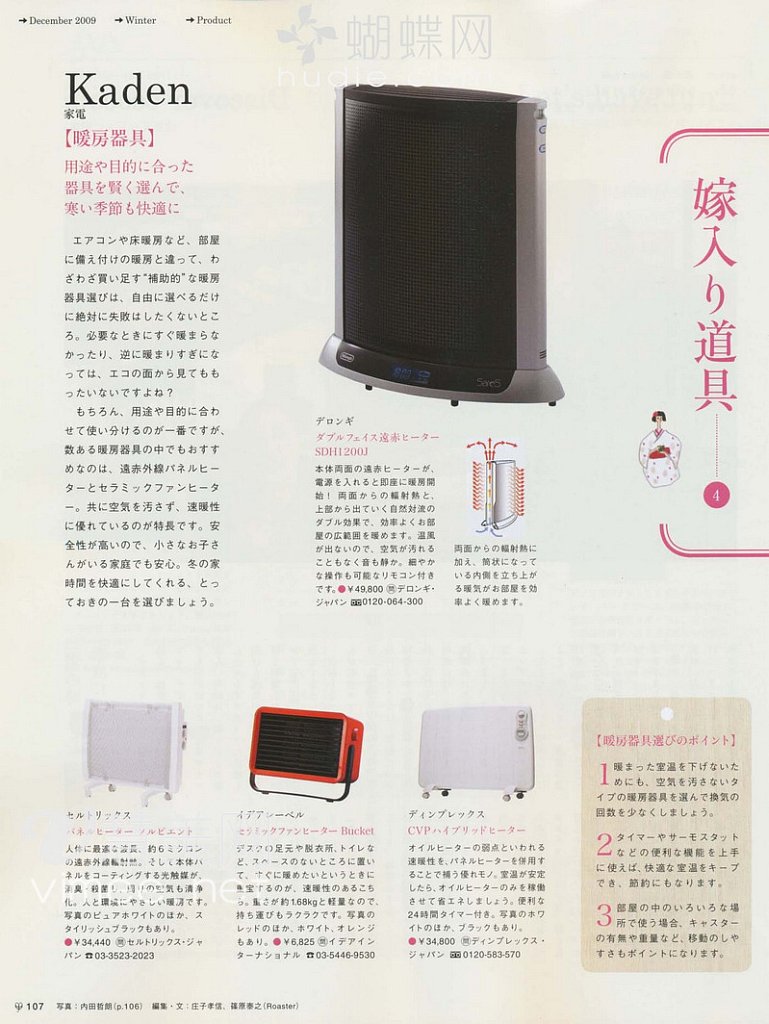 →December 2009 →Winter →Product
蝴蝶网
Kaden
家電
【暖房器具】
用途や目的に合った
器具を賢く選んで、
寒い季節も快適に
エアコンや床暖房など、部屋
に備え付けの暖房と違って、わ
ざわざ買い足す“補助的”な暖房
器具選びは、自由に選べるだけ
に絶対に失敗はしたくないとこ
ろ。必要なときにすぐ暖まらな
かったり、逆に暖まりすぎにな
っては、エコの面から見てももっ
たいないですよね？
もちろん、用途や目的に合わ
せて使い分けるのが一番ですが、
数ある暖房器具の中でもおすす
めなのは、遠赤外線パネルヒー
ターとセラミックファンヒータ
ー。共に空気を汚さず、速暖性
に優れているのが特長です。安
全性が高いので、小さなお子さ
んがいる家庭でも安心。冬の家
時間を快適にしてくれる、とっ
ておきの一台を選びましょう。
嫁入り道具
4
デロンギ
ダブルフェイス遠赤ヒーター
SDH1200J
本体両面の遠赤ヒーターが、
電源を入れると即座に暖房開
始！ 両面からの輻射熱と、
上部から出ていく自然対流の
ダブル効果で、効率よくお部
屋の広範囲を暖めます。温風
が出ないので、空気が汚れる
こともなく音も静か。細やか
な操作も可能なリモコン付き
です。●￥49,800 問デロンギ・
ジャパン 0120-064-300
両面からの輻射熱に
加え、筒状になって
いる内側を立ち上が
る暖気がお部屋を効
率よく暖めます。
セルトリックス
パネルヒーター ソルビエント
人体に最適な波長、約6ミクロン
の遠赤外線輻射熱。そして本体パ
ネルをコーティングする光触媒が、
消臭・殺菌し、周りの空気も清浄
化。人と環境にやさしい暖房です。
写真のピュアホワイトのほか、ス
タイリッシュブラックもあり。
●￥34,440 問セルトリックス・ジャ
パン ☎03-3523-2023
イデアレーベル
セラミックファンヒーター Bucket
デスクの足元や脱衣所、トイレな
ど、スペースのないところに置い
て、すぐに暖めたいというときに
重宝するのが、速暖性のあるこち
ら。重さが約1.68kgと軽量なので、
持ち運びもラクラクです。写真の
レッドのほか、ホワイト、オレンジ
もあり。●￥6,825 問イデアイン
ターナショナル ☎03-5446-9530
ディンプレックス
CVPハイブリッドヒーター
オイルヒーターの弱点といわれる
速暖性を、パネルヒーターを併用す
ることで補う優れモノ。室温が安定
したら、オイルヒーターのみを稼働
させて省エネしましょう。便利な
24時間タイマー付き。写真のホワイ
トのほか、ブラックもあり。
●￥34,800 問ディンプレックス・
ジャパン 0120-583-570
【暖房器具選びのポイント】
1 暖まった室温を下げないた
めにも、空気を汚さないタ
イプの暖房器具を選んで換気の
回数を少なくしましょう。
2 タイマーやサーモスタット
などの便利な機能を上手
に使えば、快適な室温をキープ
でき、節約にもなります。
3 部屋の中のいろいろな場
所で使う場合、キャスター
の有無や重量など、移動のしや
すさもポイントになります。
107 写真：内田哲朗（p.106） 編集・文：庄子孝信、篠原泰之（Roaster）